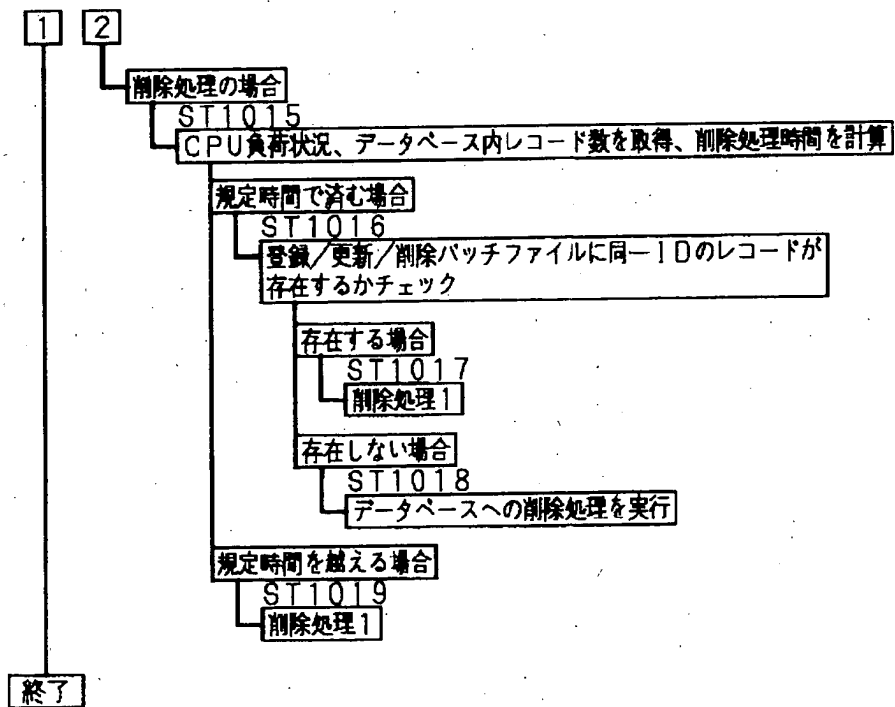 1 2
削除処理の場合
ST1015
CPU負荷状況、データベース内レコード数を取得、削除処理時間を計算
規定時間で済む場合
ST1016
登録/更新/削除バッチファイルに同一IDのレコードが
存在するかチェック
存在する場合
ST1017
削除処理1
存在しない場合
ST1018
データベースへの削除処理を実行
規定時間を越える場合
ST1019
削除処理1
終了